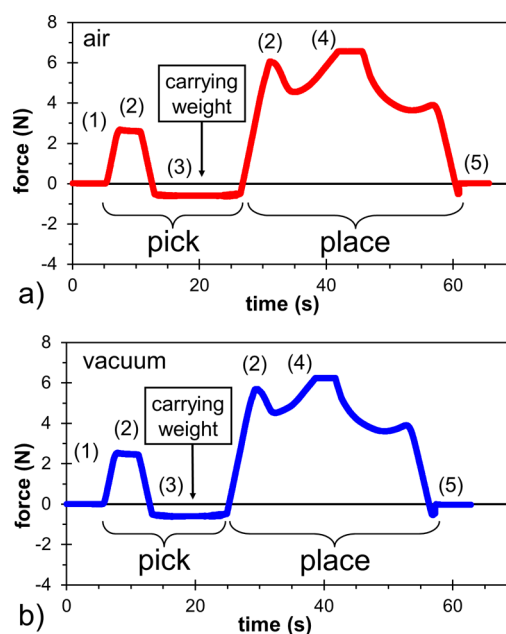 air
8
6
4
2
0
-2
-4
force (N)
(1)
(2)
(3)
carrying
weight
(2)
(4)
(5)
pick
place
0
20
40
60
time (s)
a)
vacuum
8
6
4
2
0
-2
-4
force (N)
(1)
(2)
(3)
carrying
weight
(2)
(4)
(5)
pick
place
0
20
40
60
time (s)
b)